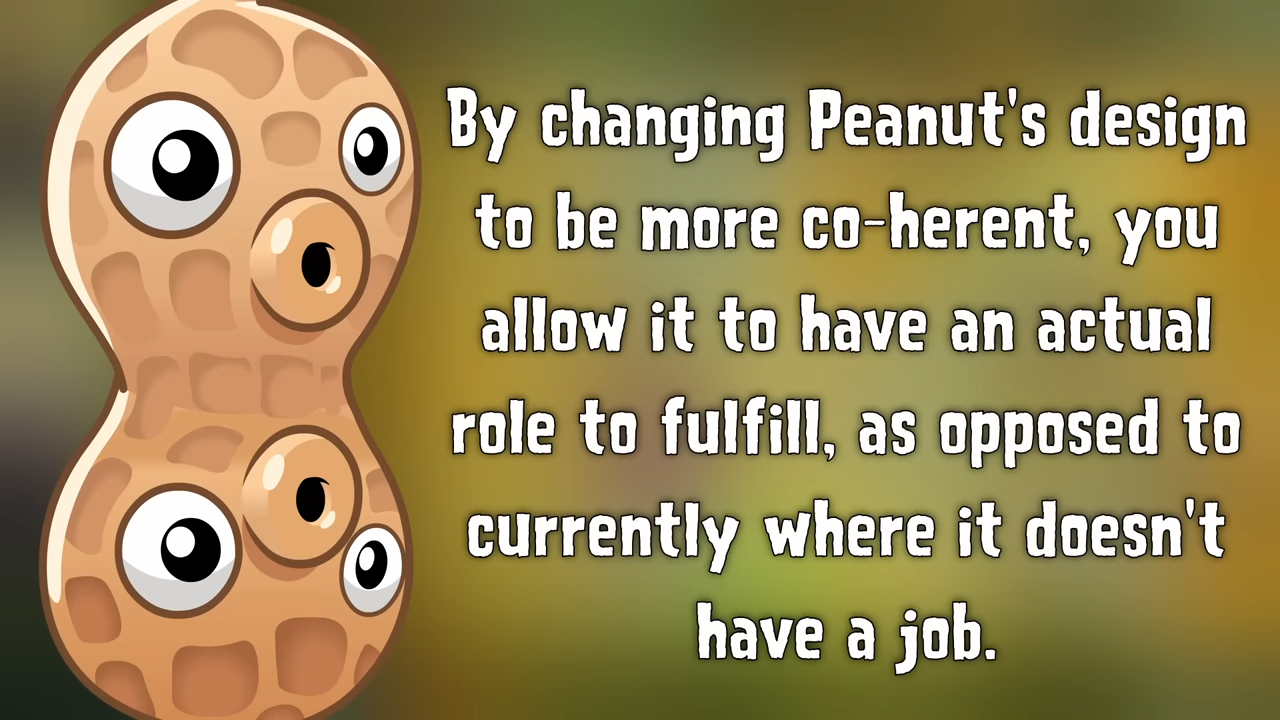 By changing Peanut's design
to be more co-herent, you
allow it to have an actual
role to fulfill, as opposed to
currently where it doesn't
have a job.